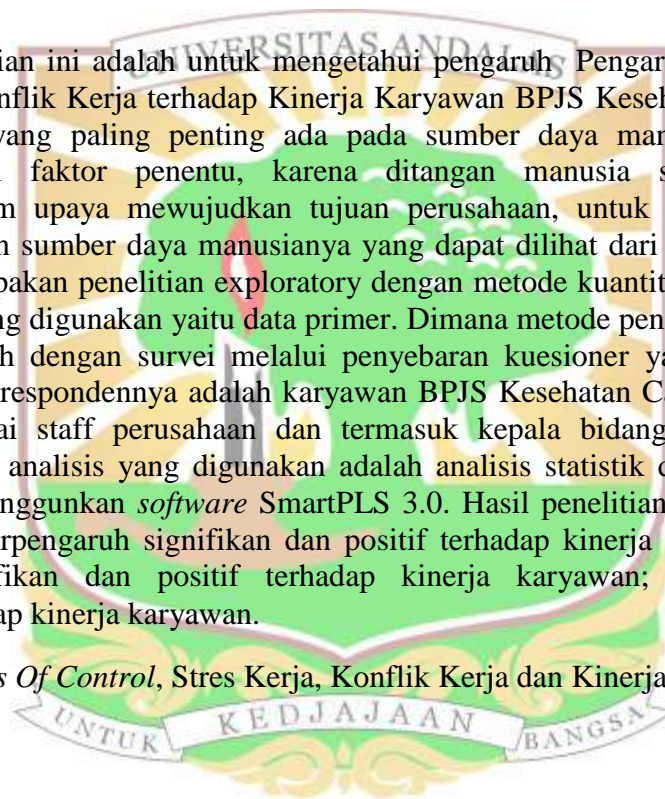 UNIVERSITAS ANDALAS
ian ini adalah untuk mengetahui pengaruh Pengar
nflik Kerja terhadap Kinerja Karyawan BPJS Keseh
yang paling penting ada pada sumber daya man
faktor penentu, karena ditangan manusia s
m upaya mewujudkan tujuan perusahaan, untuk
n sumber daya manusianya yang dapat dilihat dari
pakan penelitian exploratory dengan metode kuantit
ng digunakan yaitu data primer. Dimana metode pen
h dengan survei melalui penyebaran kuesioner ya
respondennya adalah karyawan BPJS Kesehatan Ca
ai staff perusahaan dan termasuk kepala bidang
analisis yang digunakan adalah analisis statistik d
enggunkan software SmartPLS 3.0. Hasil penelitian
erpengaruh signifikan dan positif terhadap kinerja
fikan dan positif terhadap kinerja karyawan;
ap kinerja karyawan.
s Of Control, Stres Kerja, Konflik Kerja dan Kinerja
UNTUK KEDJAJAAN BANGSA